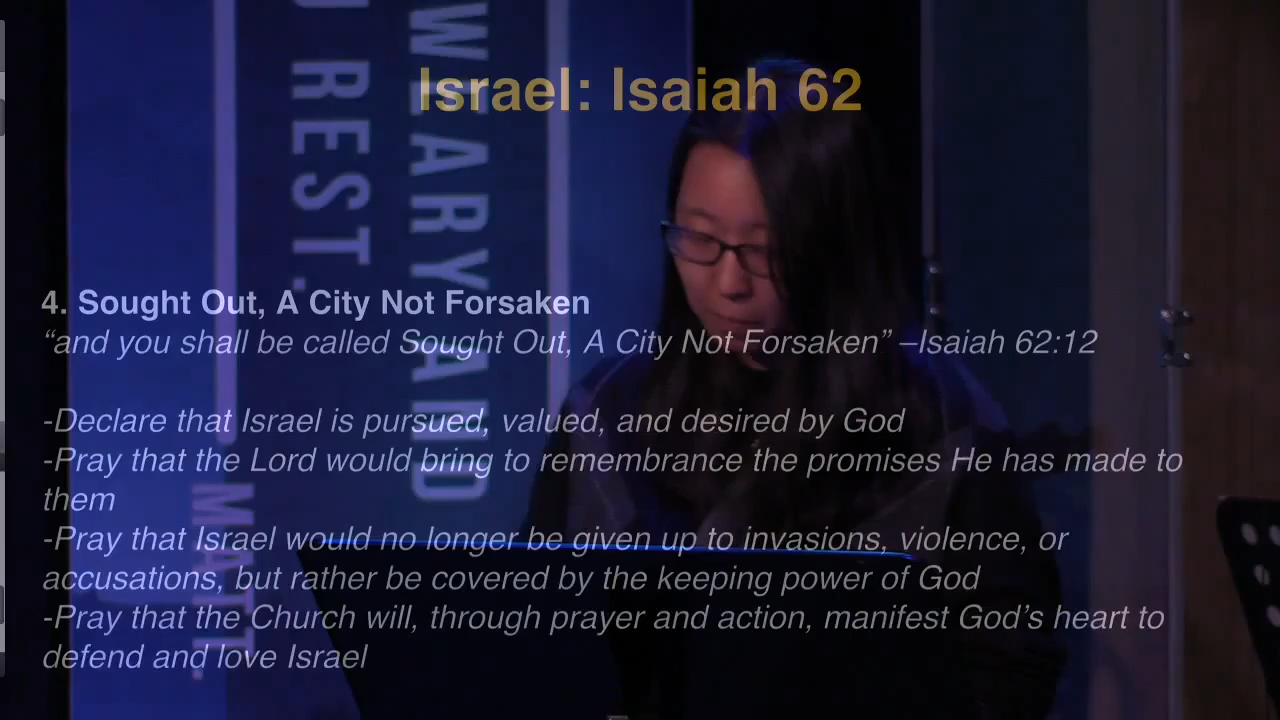 Israel: Isaiah 62
4. Sought Out, A City Not Forsaken
“and you shall be called Sought Out, A City Not Forsaken” –Isaiah 62:12
-Declare that Israel is pursued, valued, and desired by God
-Pray that the Lord would bring to remembrance the promises He has made to
them
-Pray that Israel would no longer be given up to invasions, violence, or
accusations, but rather be covered by the keeping power of God
-Pray that the Church will, through prayer and action, manifest God’s heart to
defend and love Israel
WEARY AND
U REST.
MATT.